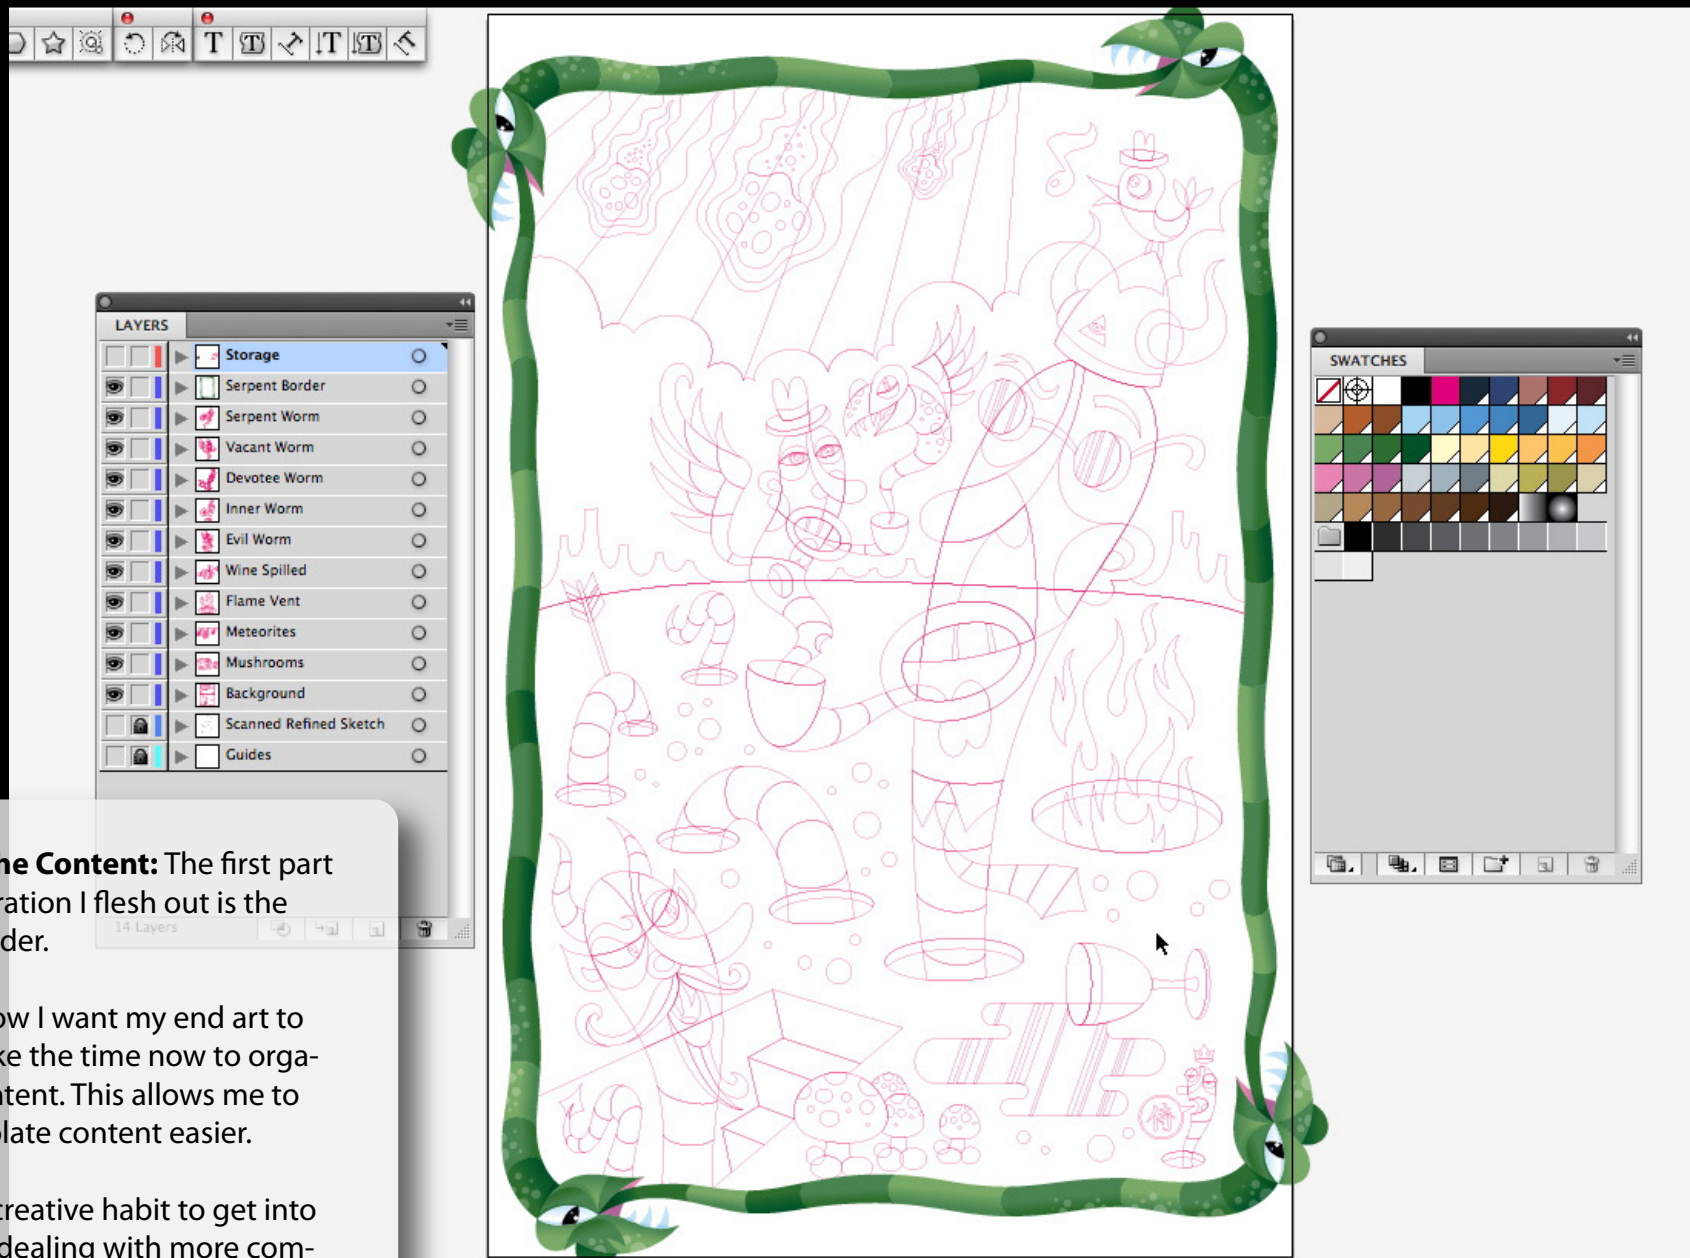 T T T T
LAYERS
Storage
Serpent Border
Serpent Worm
Vacant Worm
Devotee Worm
Inner Worm
Evil Worm
Wine Spilled
Flame Vent
Meteorites
Mushrooms
Background
Scanned Refined Sketch
Guides
14 Layers
he Content: The first part
ration I flesh out is the
der.
ow I want my end art to
ke the time now to orga-
ntent. This allows me to
late content easier.
creative habit to get into
dealing with more com-
SWATCHES
侍